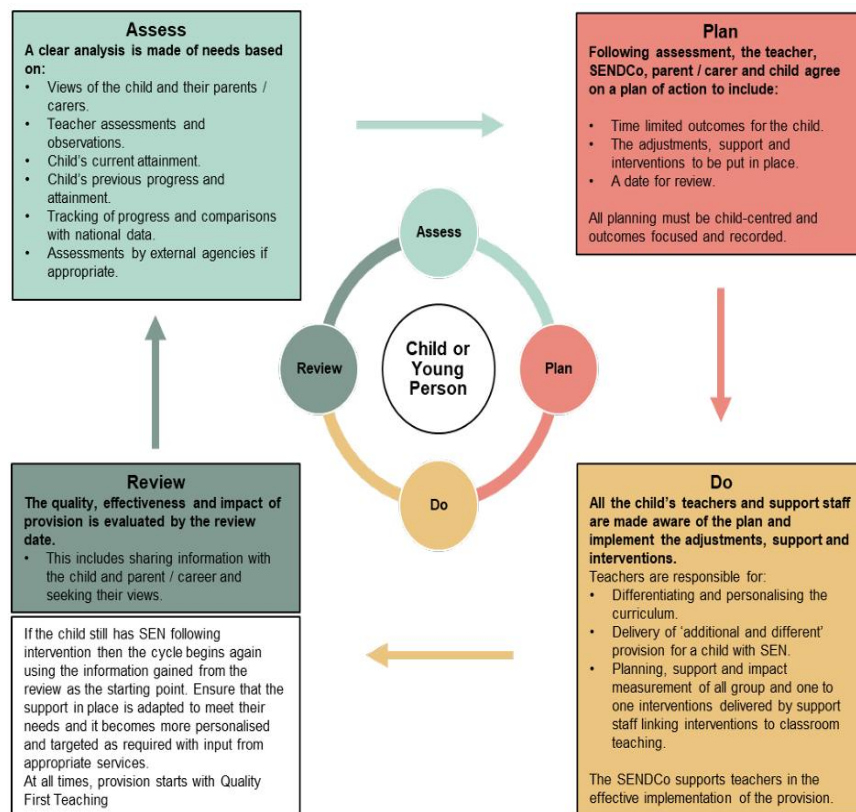 Assess
A clear analysis is made of needs based
on:
• Views of the child and their parents /
carers.
• Teacher assessments and
observations.
• Child's current attainment.
• Child's previous progress and
attainment.
• Tracking of progress and comparisons
with national data.
• Assessments by external agencies if
appropriate.
Plan
Following assessment, the teacher,
SENDCo, parent / carer and child agree
on a plan of action to include:
• Time limited outcomes for the child.
• The adjustments, support and
interventions to be put in place.
• A date for review.
All planning must be child-centred and
outcomes focused and recorded.
Assess
Review
Child or
Young
Person
Plan
Do
Review
The quality, effectiveness and impact of
provision is evaluated by the review
date.
• This includes sharing information with
the child and parent / career and
seeking their views.
If the child still has SEN following
intervention then the cycle begins again
using the information gained from the
review as the starting point. Ensure that the
support in place is adapted to meet their
needs and it becomes more personalised
and targeted as required with input from
appropriate services.
At all times, provision starts with Quality
First Teaching
Do
All the child's teachers and support staff
are made aware of the plan and
implement the adjustments, support and
interventions.
Teachers are responsible for:
• Differentiating and personalising the
curriculum.
• Delivery of 'additional and different'
provision for a child with SEN.
• Planning, support and impact
measurement of all group and one to
one interventions delivered by support
staff linking interventions to classroom
teaching.
The SENDCo supports teachers in the
effective implementation of the provision.